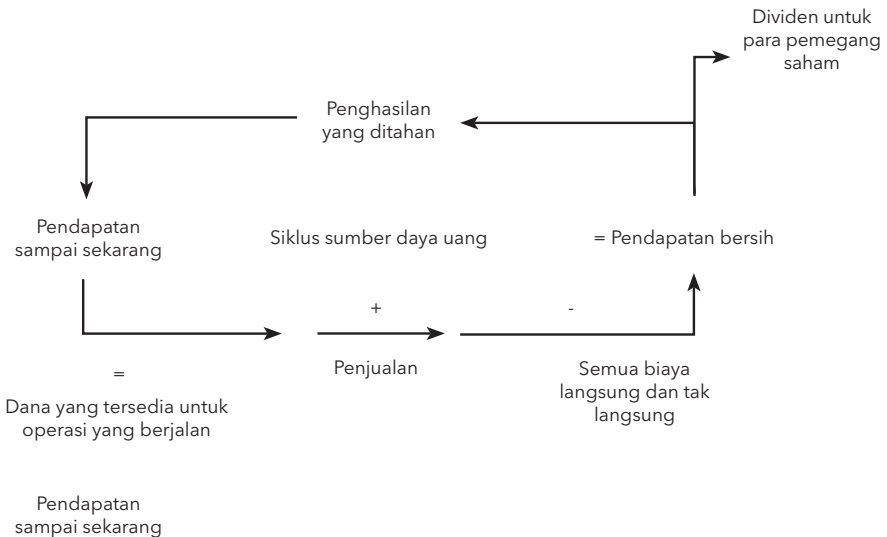 Dividen untuk
para pemegang
saham
Penghasilan
yang ditahan
Pendapatan
sampai sekarang
Siklus sumber daya uang
= Pendapatan bersih
+
-
=
Penjualan
Semua biaya
langsung dan tak
langsung
Dana yang tersedia untuk
operasi yang berjalan
Pendapatan
sampai sekarang